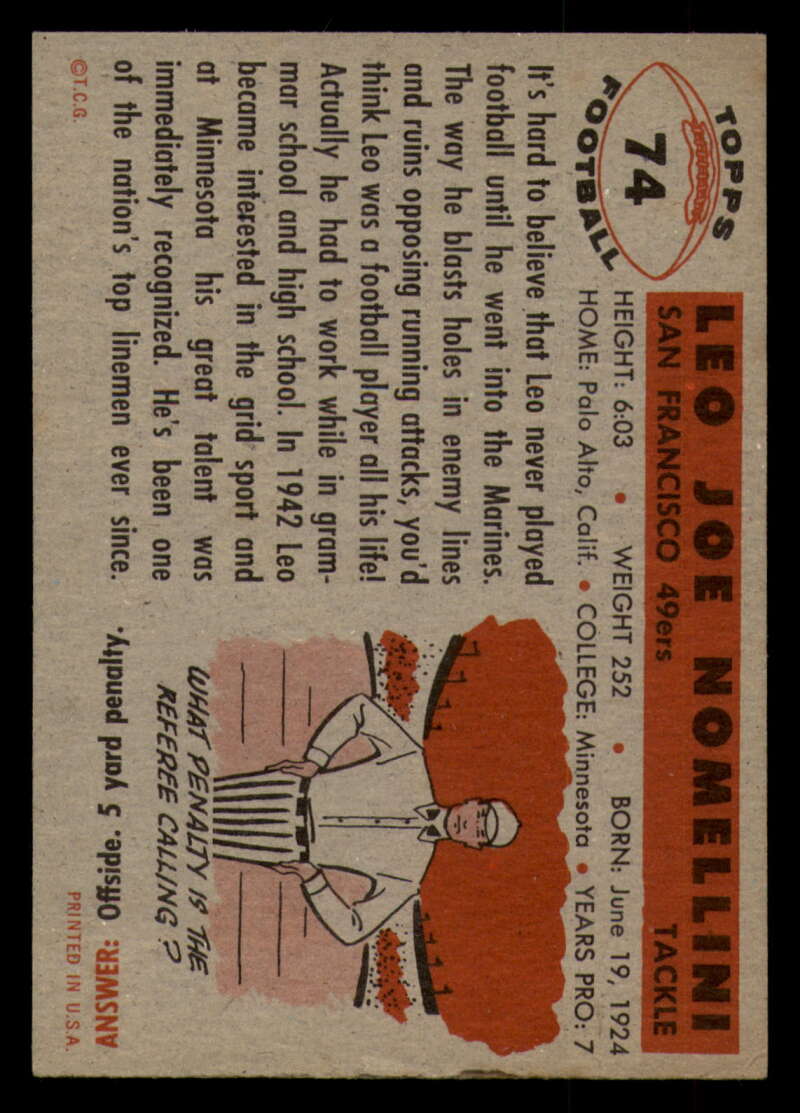 TOPPS
74
FOOTBALL
LEO JOE NOMELLINI
SAN FRANCISCO 49ers TACKLE
HEIGHT: 6:03 • WEIGHT 252 • BORN: June 19, 1924
HOME: Palo Alto, Calif. • COLLEGE: Minnesota • YEARS PRO: 7
It's hard to believe that Leo never played
football until he went into the Marines.
The way he blasts holes in enemy lines
and ruins opposing running attacks, you'd
think Leo was a football player all his life!
Actually he had to work while in gram-
mar school and high school. In 1942 Leo
became interested in the grid sport and
at Minnesota his great talent was
immediately recognized. He's been one
of the nation's top linemen ever since.
WHAT PENALTY IS THE
REFEREE CALLING?
ANSWER: Offside. 5 yard penalty.
©T.C.G.
PRINTED IN U.S.A.